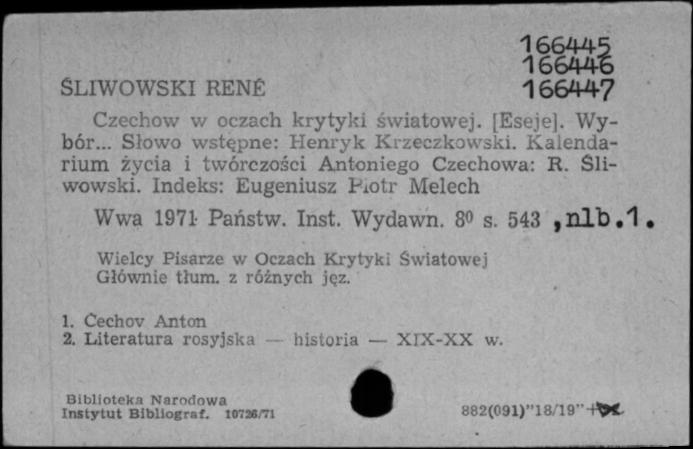 166445
166446
ŚLIWOWSKI RENÉ 166447
Czechow w oczach krytyki światowej. [Eseje]. Wy-
bór... Słowo wstępne: Henryk Krzeczkowski. Kalenda-
rium życia i twórczości Antoniego Czechowa: R. Śli-
wowski. Indeks: Eugeniusz Piotr Melech
Wwa 1971 Państw. Inst. Wydawn. 8⁰ s. 543 ,nlb.1.
Wielcy Pisarze w Oczach Krytyki Światowej
Głównie tłum. z różnych jęz.
1. Čechov Anton
2. Literatura rosyjska — historia — XIX-XX w.
Biblioteka Narodowa
Instytut Bibliograf. 10726/71 882(091)"18/19"+